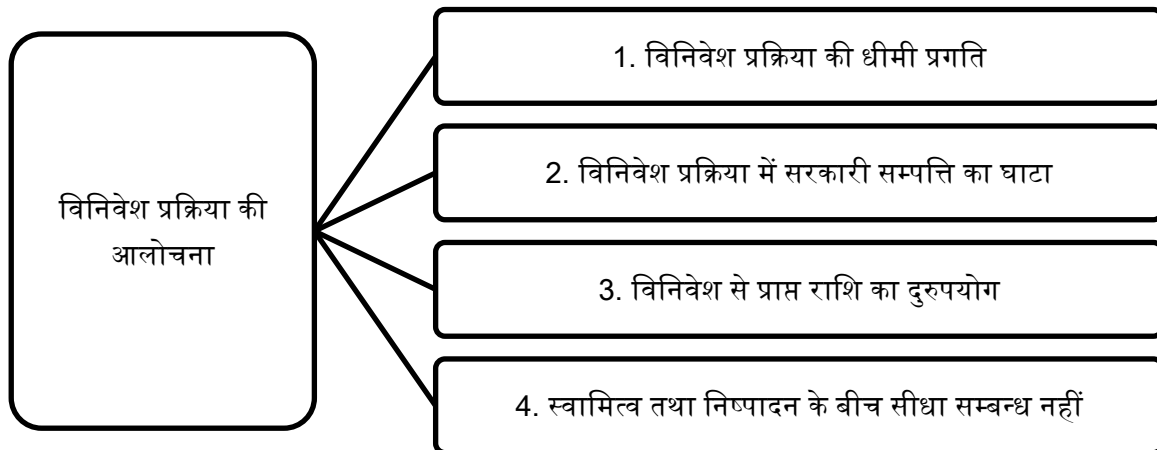 विनिवेश प्रक्रिया की
आलोचना
1. विनिवेश प्रक्रिया की धीमी प्रगति
2. विनिवेश प्रक्रिया में सरकारी सम्पत्ति का घाटा
3. विनिवेश से प्राप्त राशि का दुरुपयोग
4. स्वामित्व तथा निष्पादन के बीच सीधा सम्बन्ध नहीं